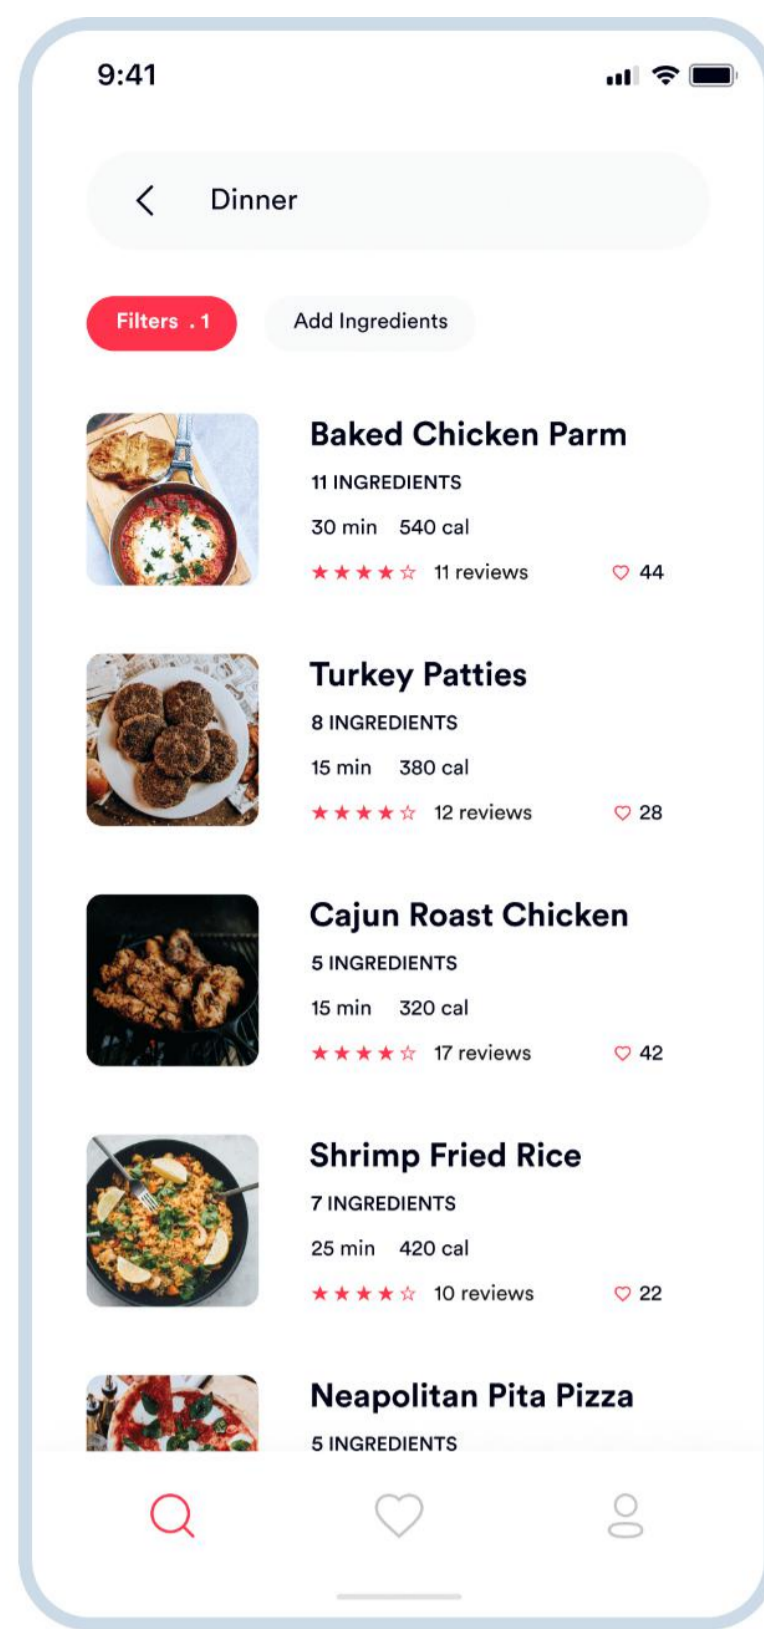 9:41
Dinner
Filters . 1 Add Ingredients
Baked Chicken Parm
11 INGREDIENTS
30 min 540 cal
★★★★☆ 11 reviews ♡ 44
Turkey Patties
8 INGREDIENTS
15 min 380 cal
★★★★☆ 12 reviews ♡ 28
Cajun Roast Chicken
5 INGREDIENTS
15 min 320 cal
★★★★☆ 17 reviews ♡ 42
Shrimp Fried Rice
7 INGREDIENTS
25 min 420 cal
★★★★☆ 10 reviews ♡ 22
Neapolitan Pita Pizza
5 INGREDIENTS